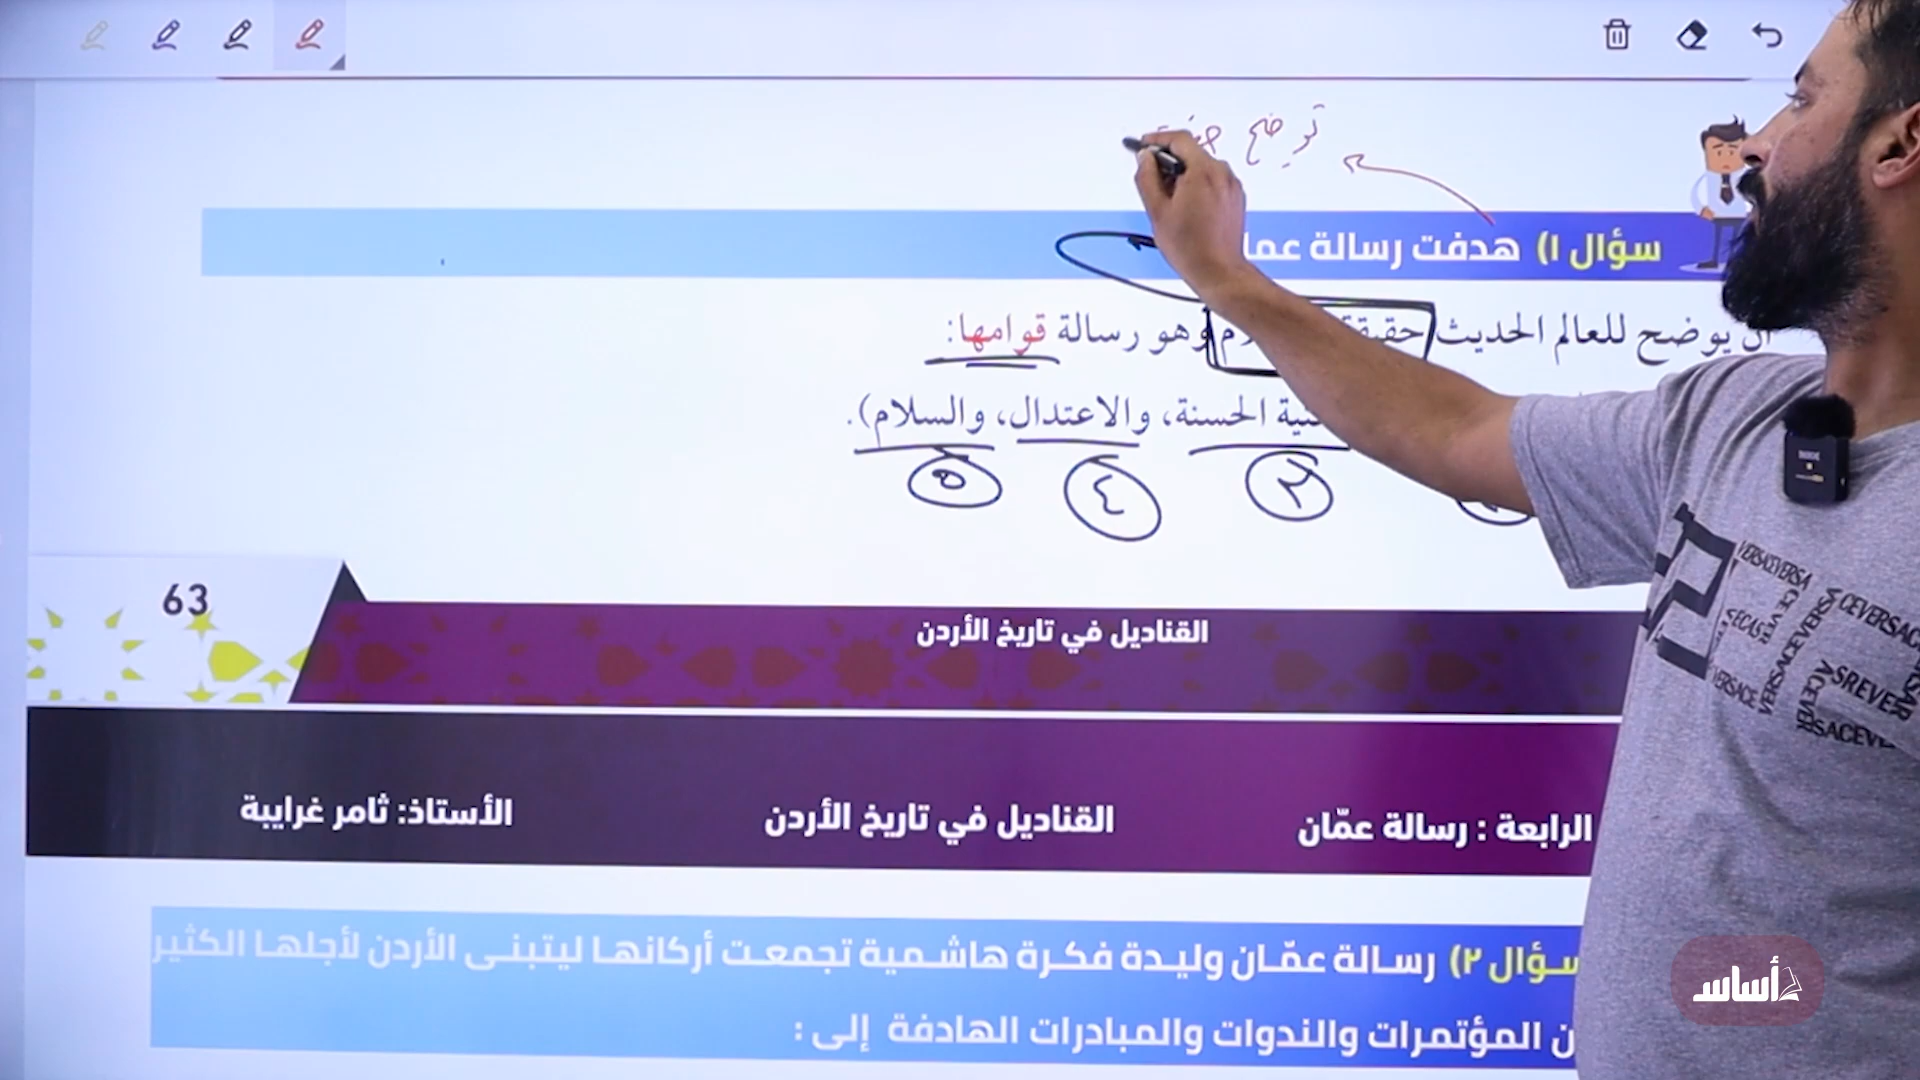 توضح
سؤال ١) هدفت رسالة عما
أن يوضح للعالم الحديث حقيقة وهو رسالة قوامها:
الحسنة، والاعتدال، والسلام).
٤ ٥
63
القناديل في تاريخ الأردن
الرابعة : رسالة عمّان القناديل في تاريخ الأردن الأستاذ: ثامر غرايبة
سؤال ٢) رسالة عمّان وليدة فكرة هاشمية تجمعت أركانها ليتبنى الأردن لأجلها الكثير
ن المؤتمرات والندوات والمبادرات الهادفة إلى :
VERSACEVERSA
أساس